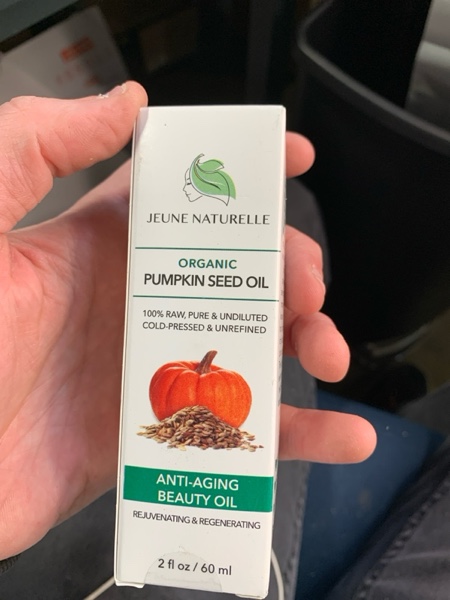 JEUNE NATURELLE
ORGANIC
PUMPKIN SEED OIL
100% RAW, PURE & UNDILUTED
COLD-PRESSED & UNREFINED
ANTI-AGING
BEAUTY OIL
REJUVENATING & REGENERATING
2 fl oz / 60 ml